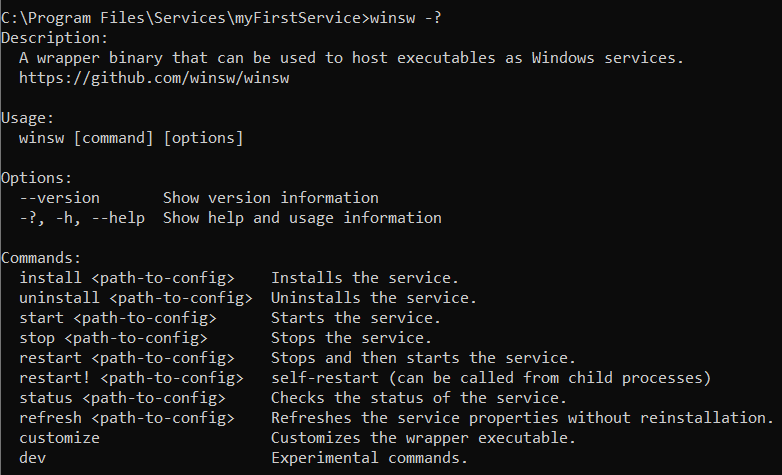 C:\Program Files\Services\myFirstService>winsw -?
Description:
  A wrapper binary that can be used to host executables as Windows services.
  https://github.com/winsw/winsw

Usage:
  winsw [command] [options]

Options:
  --version       Show version information
  -?, -h, --help  Show help and usage information

Commands:
  install <path-to-config>    Installs the service.
  uninstall <path-to-config>  Uninstalls the service.
  start <path-to-config>      Starts the service.
  stop <path-to-config>       Stops the service.
  restart <path-to-config>    Stops and then starts the service.
  restart! <path-to-config>   self-restart (can be called from child processes)
  status <path-to-config>     Checks the status of the service.
  refresh <path-to-config>    Refreshes the service properties without reinstallation.
  customize                   Customizes the wrapper executable.
  dev                         Experimental commands.